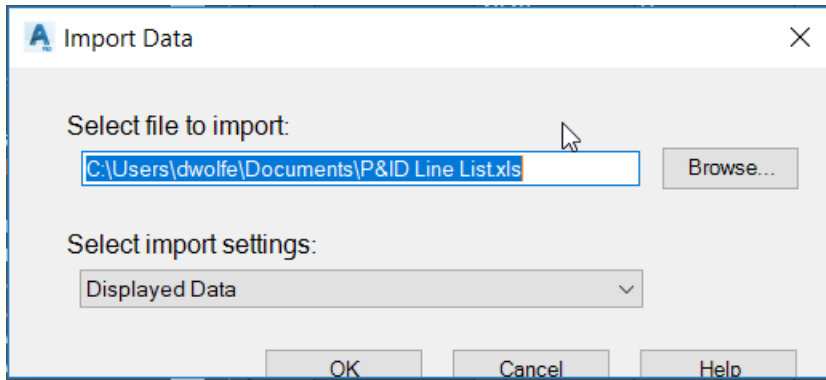 Import Data
Select file to import:
C:\Users\dwolfe\Documents\P&ID Line List.xls
Browse...
Select import settings:
Displayed Data
OK Cancel Help